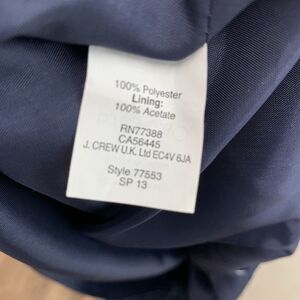 100% Polyester
Lining:
100% Acetate
RN77388
CA56445
J. CREW U.K. Ltd EC4V 6JA
Style 77553
SP 13